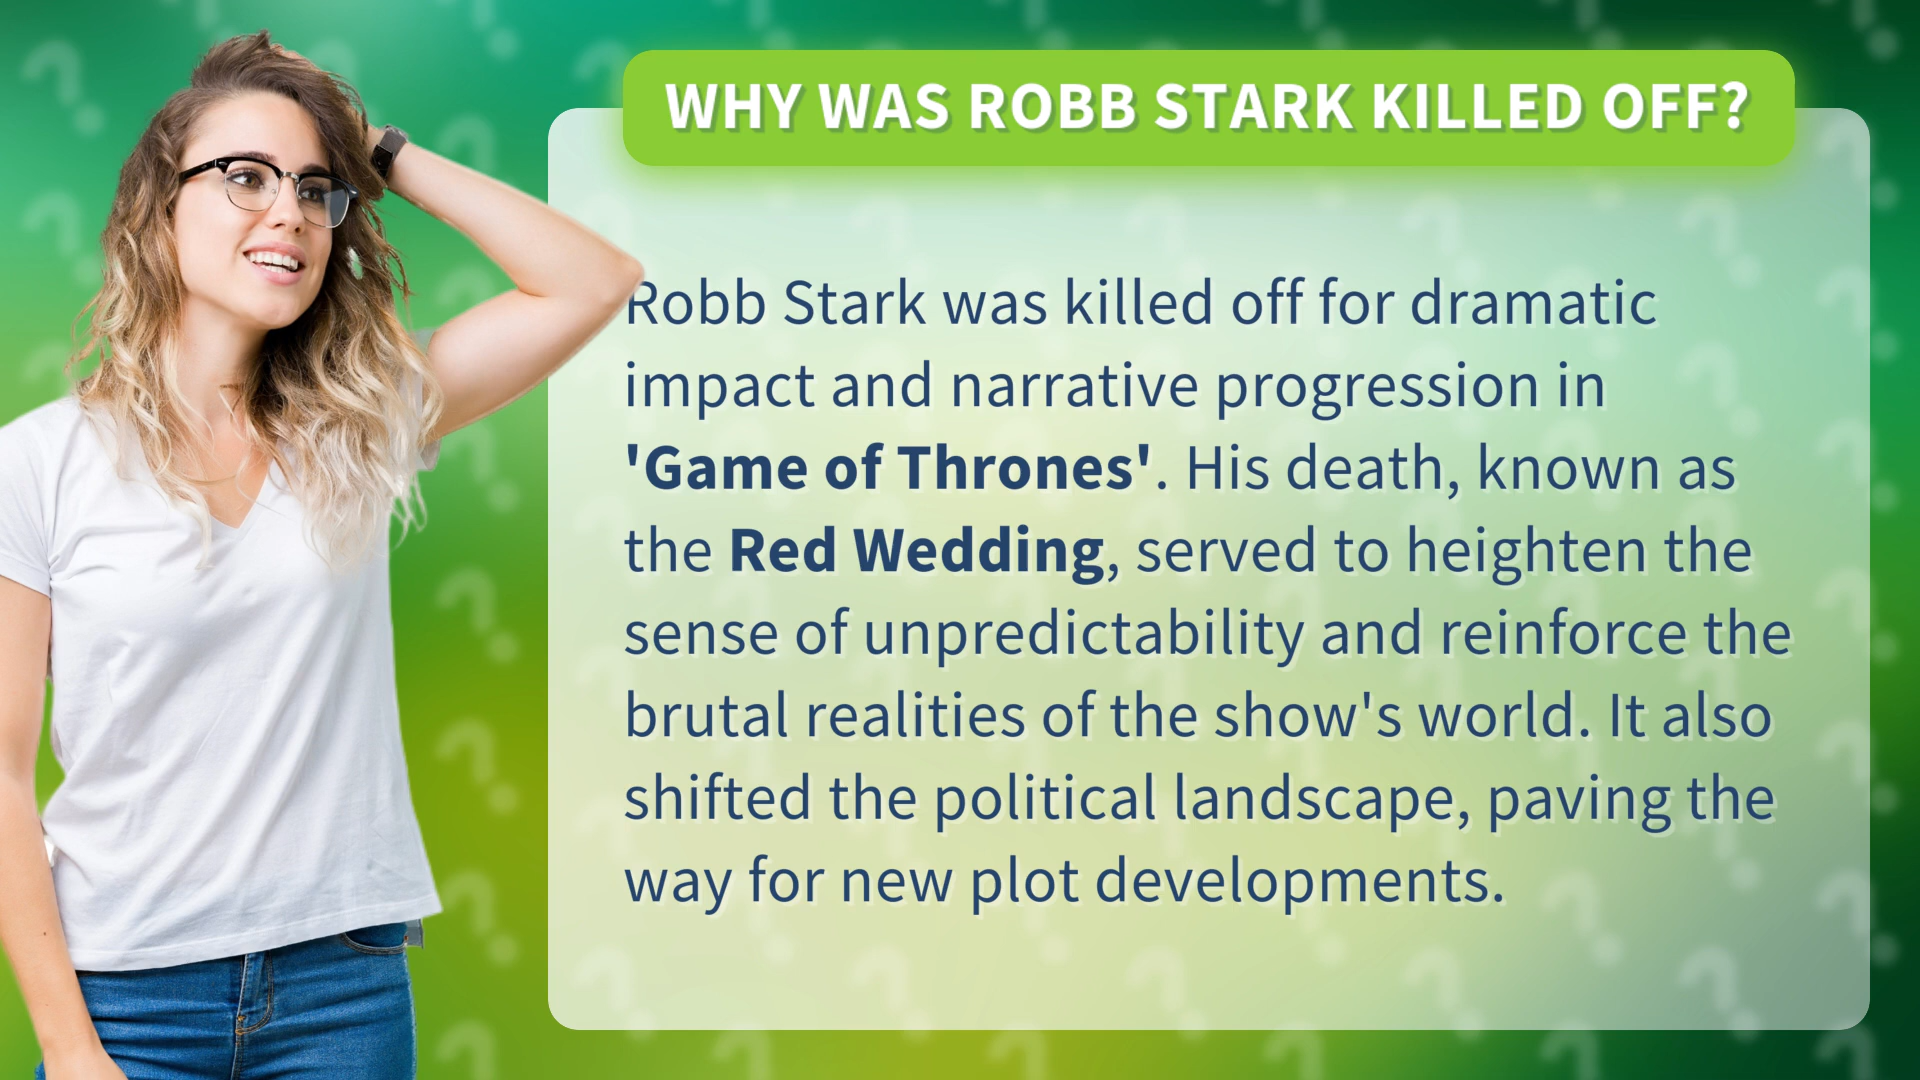 WHY WAS ROBB STARK KILLED OFF?
Robb Stark was killed off for dramatic
impact and narrative progression in
'Game of Thrones'. His death, known as
the Red Wedding, served to heighten the
sense of unpredictability and reinforce the
brutal realities of the show's world. It also
shifted the political landscape, paving the
way for new plot developments.